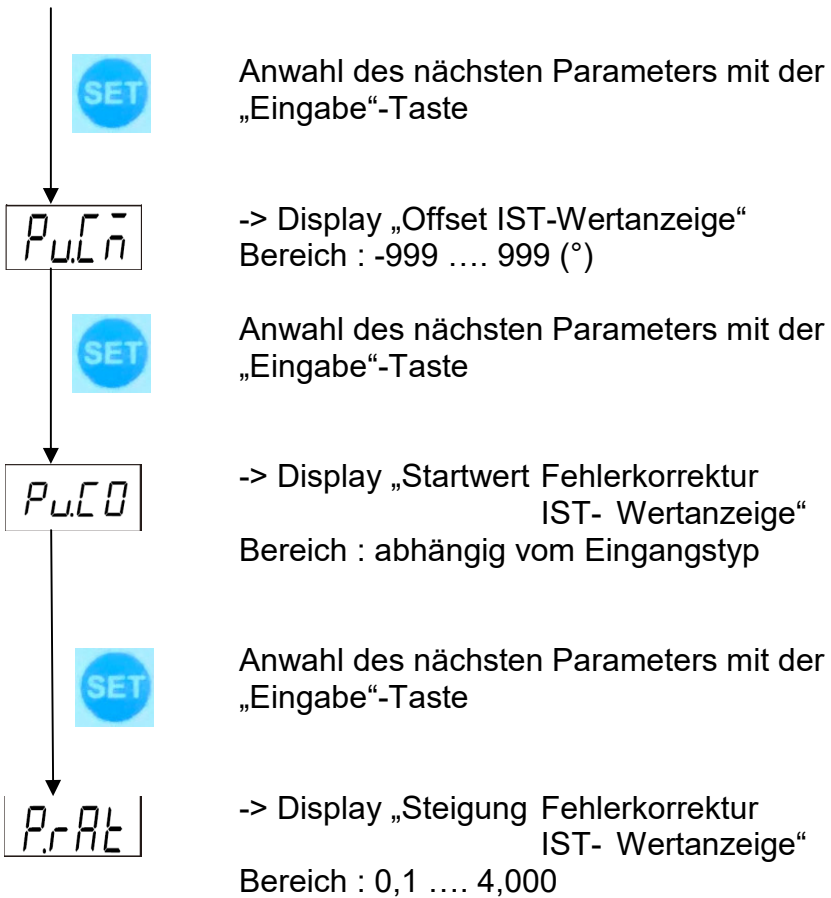 SET
Anwahl des nächsten Parameters mit der
„Eingabe“-Taste
Pu.Cñ
-> Display „Offset IST-Wertanzeige“
Bereich : -999 …. 999 (°)
SET
Anwahl des nächsten Parameters mit der
„Eingabe“-Taste
Pu.C0
-> Display „Startwert Fehlerkorrektur
IST- Wertanzeige“
Bereich : abhängig vom Eingangstyp
SET
Anwahl des nächsten Parameters mit der
„Eingabe“-Taste
P.rAt
-> Display „Steigung Fehlerkorrektur
IST- Wertanzeige“
Bereich : 0,1 …. 4,000